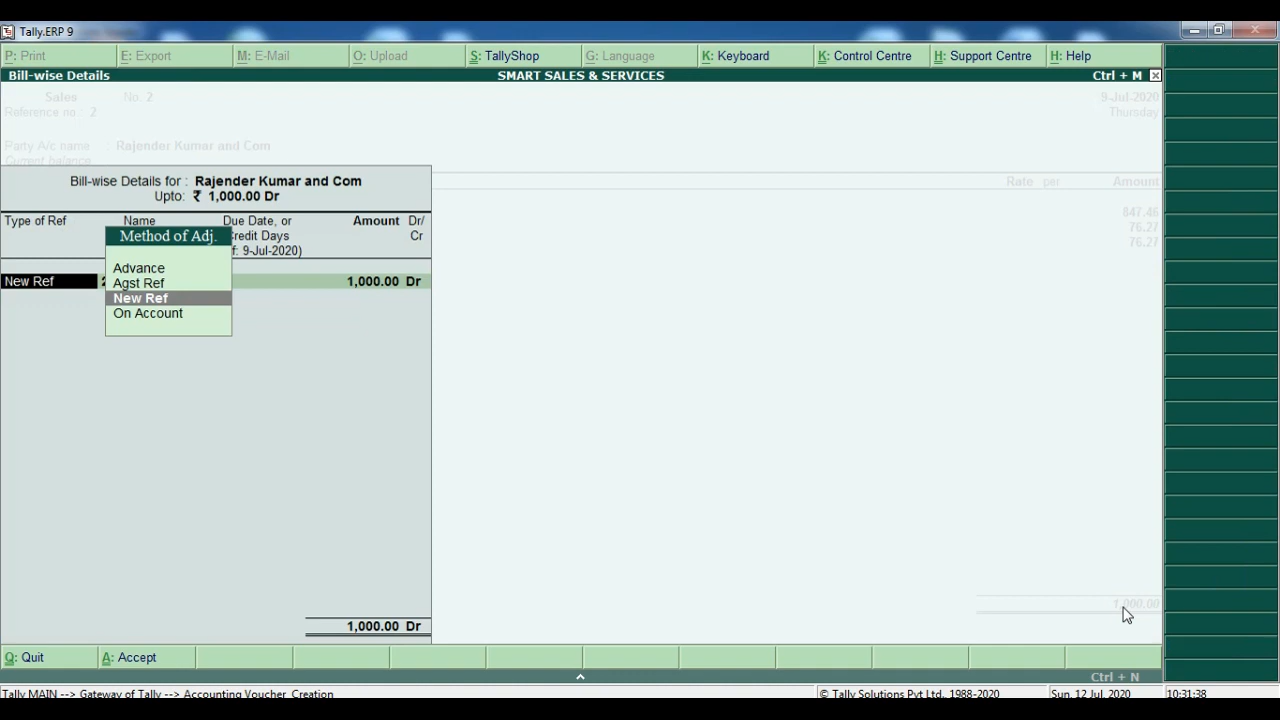 Tally.ERP 9
P: Print E: Export M: E-Mail O: Upload S: TallyShop G: Language K: Keyboard K: Control Centre H: Support Centre H: Help
Bill-wise Details SMART SALES & SERVICES Ctrl + M
Sales No. 2 9-Jul-2020
Reference no. 2 Thursday
Party A/c name : Rajender Kumar and Com
Current balance
Bill-wise Details for : Rajender Kumar and Com
Upto: ₹ 1,000.00 Dr
Rate per Amount
Type of Ref Name Due Date, or Amount Dr/
Method of Adj. Credit Days Cr
f: 9-Jul-2020)
847.46
76.27
76.27
Advance
New Ref 2 1,000.00 Dr
Agst Ref
New Ref
On Account
1,000.00
1,000.00 Dr
Q: Quit A: Accept
Ctrl + N
Tally MAIN --> Gateway of Tally --> Accounting Voucher Creation © Tally Solutions Pvt Ltd., 1988-2020 Sun, 12 Jul, 2020 10:31:38